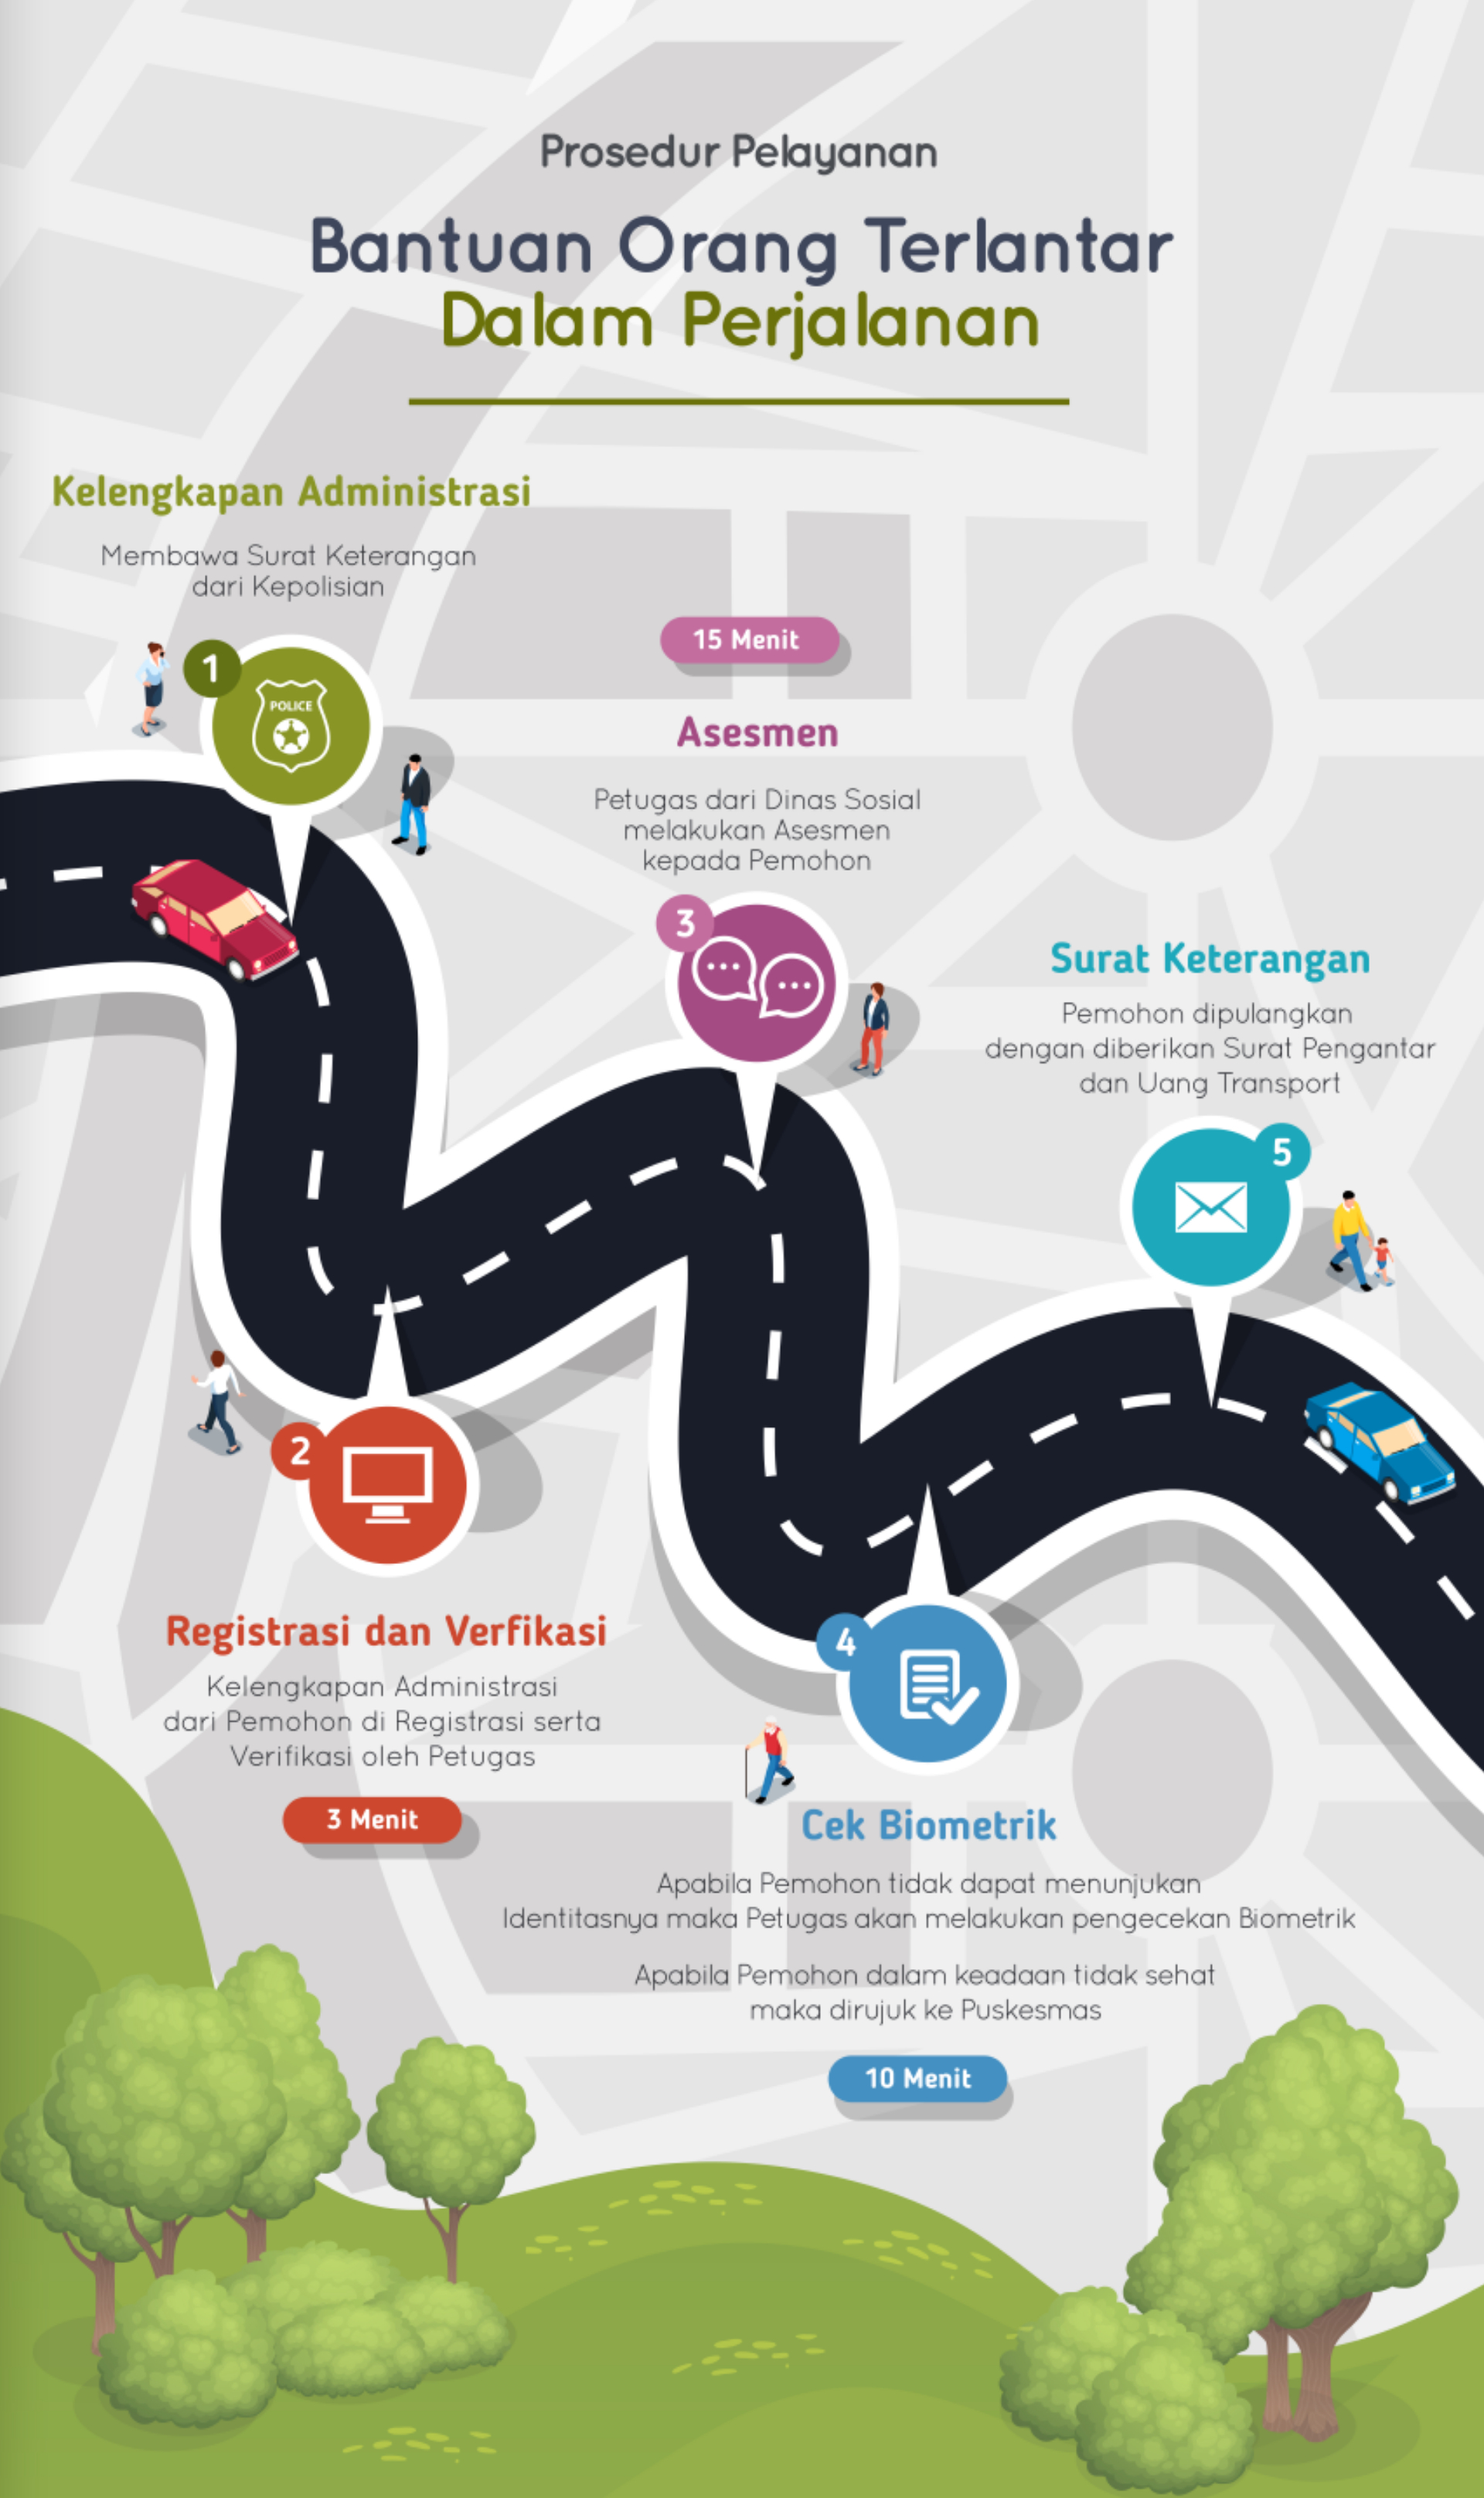 Prosedur Pelayanan
Bantuan Orang Terlantar
Dalam Perjalanan
Kelengkapan Administrasi
Membawa Surat Keterangan
dari Kepolisian
1
POLICE
Registrasi dan Verfikasi
2
Kelengkapan Administrasi
dari Pemohon di Registrasi serta
Verifikasi oleh Petugas
3 Menit
15 Menit
Asesmen
Petugas dari Dinas Sosial
melakukan Asesmen
kepada Pemohon
3
4
Cek Biometrik
Apabila Pemohon tidak dapat menunjukan
Identitasnya maka Petugas akan melakukan pengecekan Biometrik
Apabila Pemohon dalam keadaan tidak sehat
maka dirujuk ke Puskesmas
10 Menit
Surat Keterangan
Pemohon dipulangkan
dengan diberikan Surat Pengantar
dan Uang Transport
5